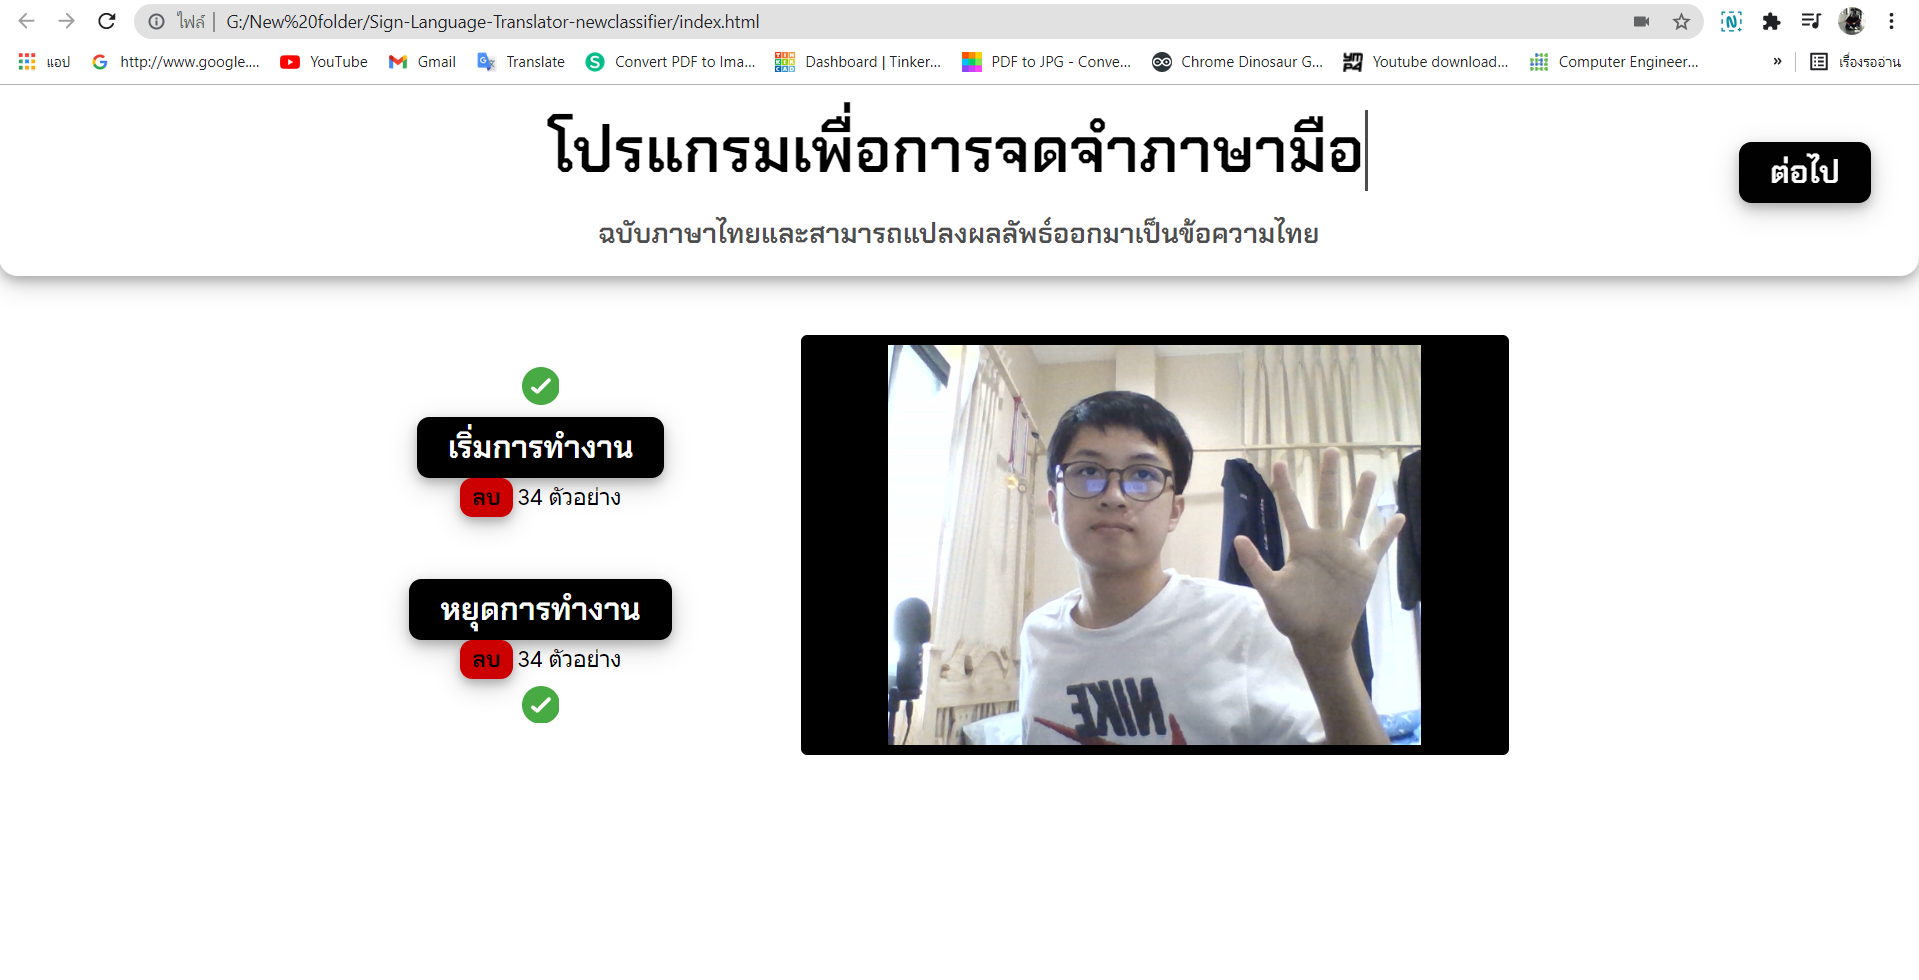 ไฟล์ | G:/New%20folder/Sign-Language-Translator-newclassifier/index.html
แอป http://www.google.... YouTube Gmail Translate Convert PDF to Ima... Dashboard | Tinker... PDF to JPG - Conve... Chrome Dinosaur G... Youtube download... Computer Engineer... » เรื่องรออ่าน
โปรแกรมเพื่อการจดจำภาษามือ
ต่อไป
ฉบับภาษาไทยและสามารถแปลงผลลัพธ์ออกมาเป็นข้อความไทย
เริ่มการทำงาน
ลบ 34 ตัวอย่าง
หยุดการทำงาน
ลบ 34 ตัวอย่าง
NIKE